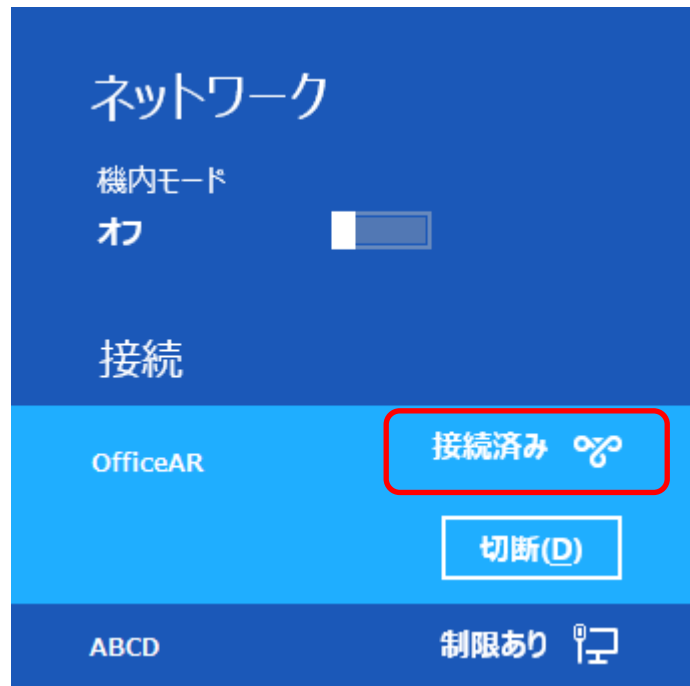 ネットワーク
機内モード
オフ
接続
OfficeAR
接続済み
切断(D)
ABCD
制限あり